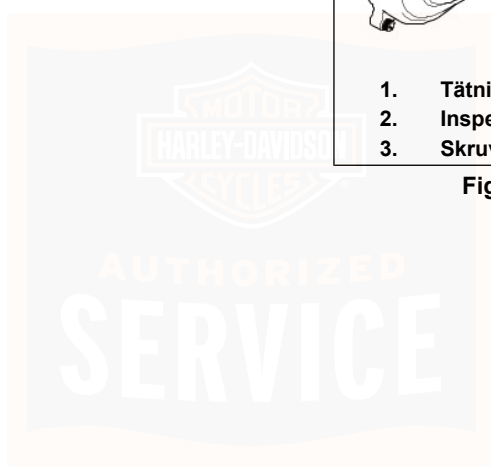 1. Tätni
2. Inspe
3. Skruv
Fig
MOTOR
HARLEY-DAVIDSON
CYCLES
AUTHORIZED
SERVICE